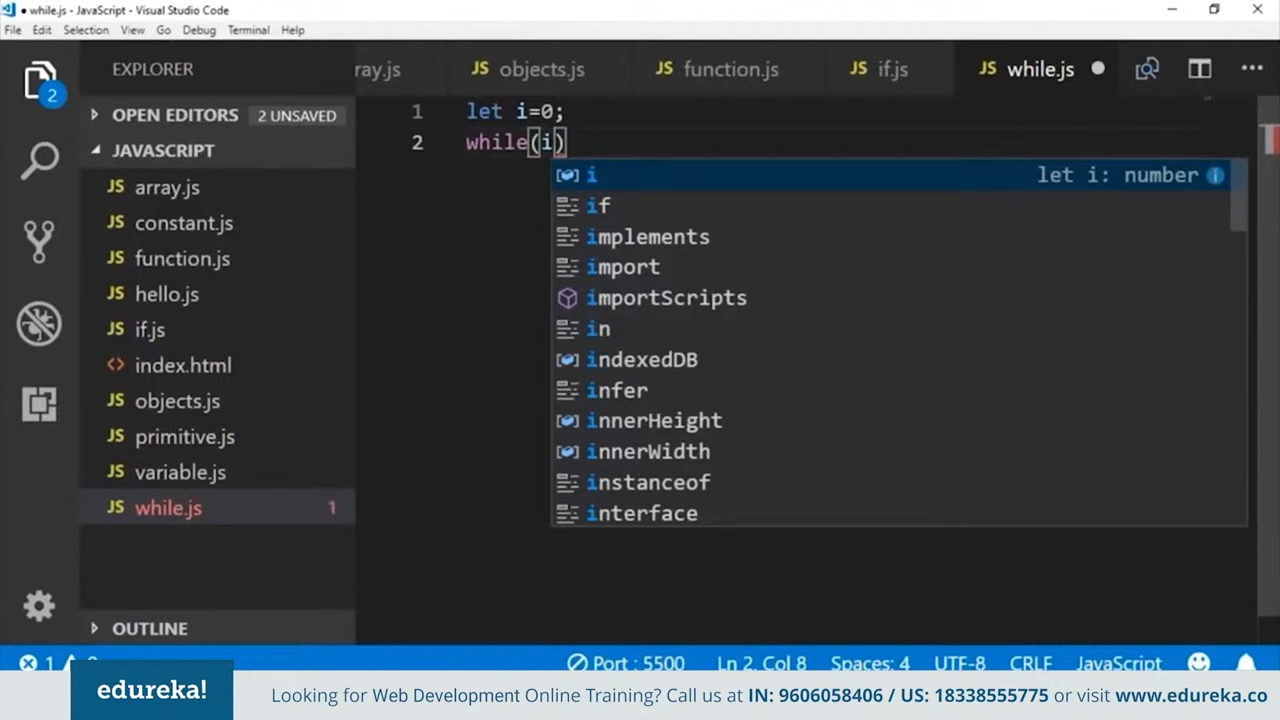 while.js - JavaScript - Visual Studio Code
File Edit Selection View Go Debug Terminal Help
EXPLORER
2
OPEN EDITORS 2 UNSAVED
JAVASCRIPT
JS array.js
JS constant.js
JS function.js
JS hello.js
JS if.js
<> index.html
JS objects.js
JS primitive.js
JS variable.js
JS while.js 1
OUTLINE
ray.js JS objects.js JS function.js JS if.js JS while.js ● ...
1 let i=0;
2 while(i)
i let i: number
if
implements
import
importScripts
in
indexedDB
infer
innerHeight
innerWidth
instanceof
interface
1 Port : 5500 Ln 2, Col 8 Spaces: 4 UTF-8 CRLF JavaScript
edureka!
Looking for Web Development Online Training? Call us at IN: 9606058406 / US: 18338555775 or visit www.edureka.co